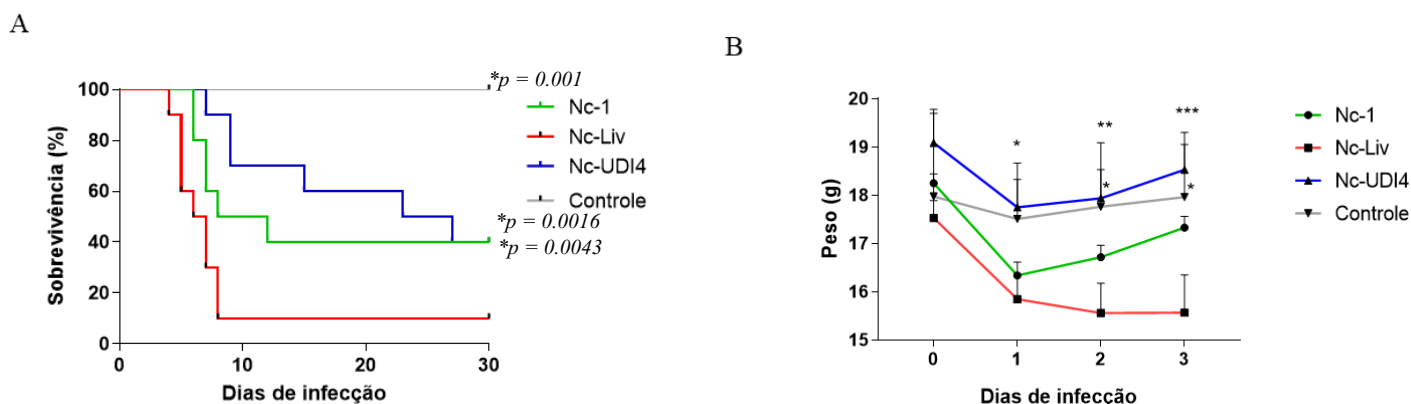 A
Sobrevivência (%)
100
80
60
40
20
0
0 10 20 30
Dias de infecção
*p = 0.001
Nc-1
Nc-Liv
Nc-UDI4
Controle
*p = 0.0016
*p = 0.0043
B
Peso (g)
20
19
18
17
16
15
* ** ***
* *
0 1 2 3
Dias de infecção
Nc-1
Nc-Liv
Nc-UDI4
Controle